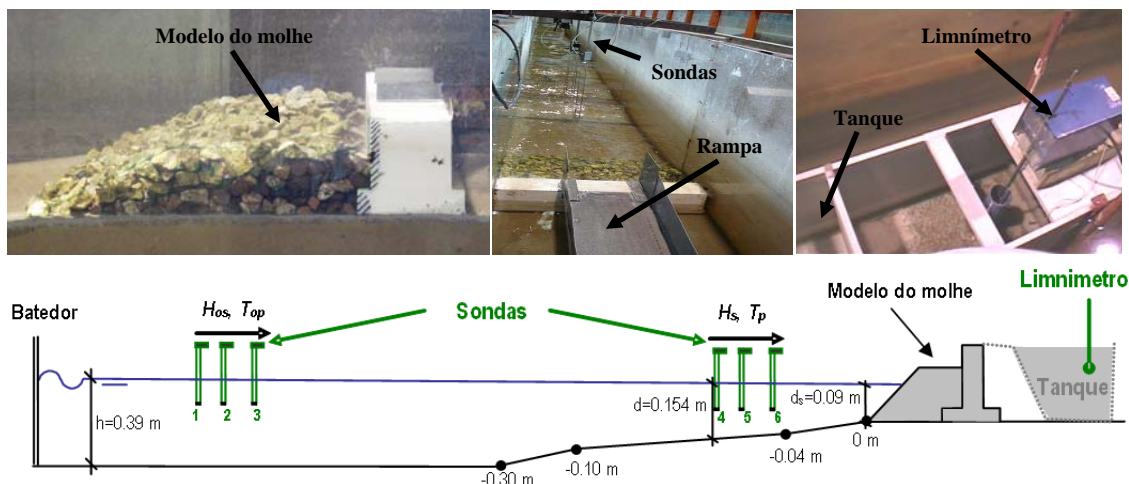 Modelo do molhe
Sondas
Rampa
Limnímetro
Tanque
Batedor
Hos, Top
Sondas
Hs, Tp
Modelo do molhe
Limnimetro
Tanque
h=0.39 m
1 2 3
d=0.154 m
4 5 6
ds=0.09 m
0 m
-0.04 m
-0.10 m
-0.30 m